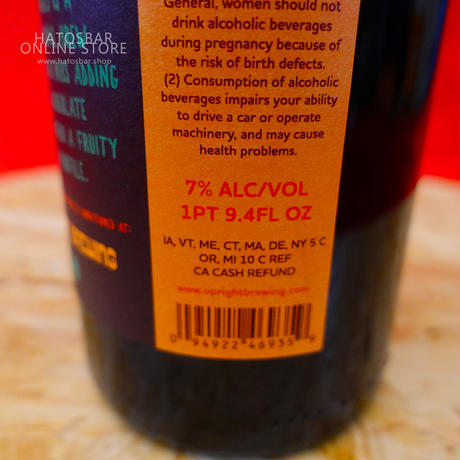 HATOSBAR
ONLINE STORE
www.hatosbar.shop
ADDING
A FRUITY
General, women should not
drink alcoholic beverages
during pregnancy because of
the risk of birth defects.
(2) Consumption of alcoholic
beverages impairs your ability
to drive a car or operate
machinery, and may cause
health problems.
7% ALC/VOL
1PT 9.4FL OZ
IA, VT, ME, CT, MA, DE, NY 5 C
OR, MI 10 C REF
CA CASH REFUND
www.uprightbrewing.com
0 94922 46935 9